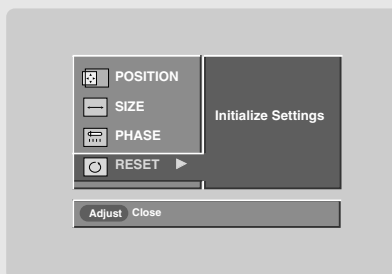 POSITION
SIZE
PHASE
RESET
Initialize Settings
Adjust Close